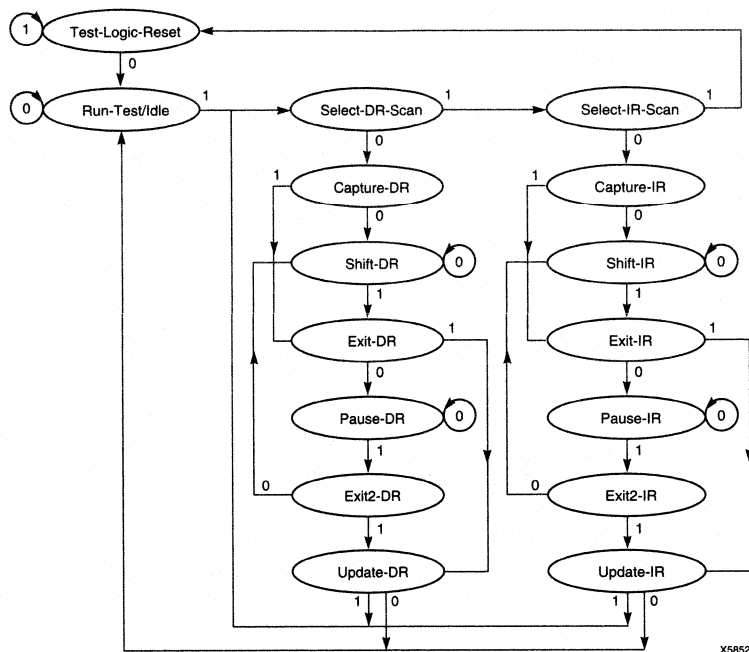 1 Test-Logic-Reset
0
0 Run-Test/Idle 1 Select-DR-Scan 1 Select-IR-Scan 1
0 0
1 Capture-DR 1 Capture-IR
0 0
Shift-DR 0 Shift-IR 0
1 1
Exit-DR 1 Exit-IR 1
0 0
Pause-DR 0 Pause-IR 0
1 1
0 Exit2-DR 0 Exit2-IR
1 1
Update-DR Update-IR
1 0 1 0
X5852